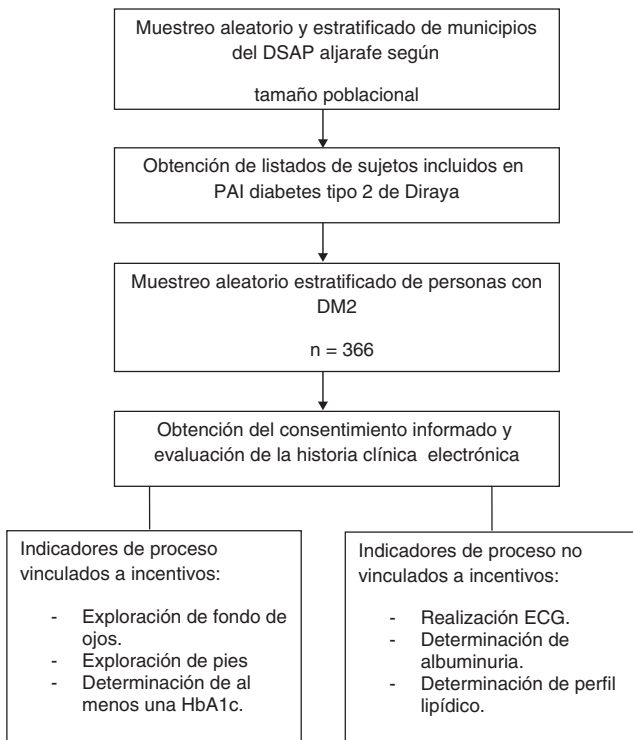 Muestreo aleatorio y estratificado de municipios
del DSAP aljarafe según
tamaño poblacional
Obtención de listados de sujetos incluidos en
PAI diabetes tipo 2 de Diraya
Muestreo aleatorio estratificado de personas con
DM2
n = 366
Obtención del consentimiento informado y
evaluación de la historia clínica electrónica
Indicadores de proceso
vinculados a incentivos:
- Exploración de fondo de
ojos.
- Exploración de pies
- Determinación de al
menos una HbA1c.
Indicadores de proceso no
vinculados a incentivos:
- Realización ECG.
- Determinación de
albuminuria.
- Determinación de perfil
lipídico.